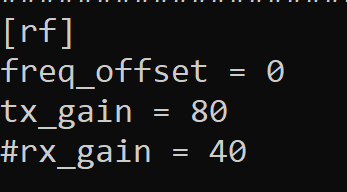 [rf]
freq_offset = 0
tx_gain = 80
#rx_gain = 40